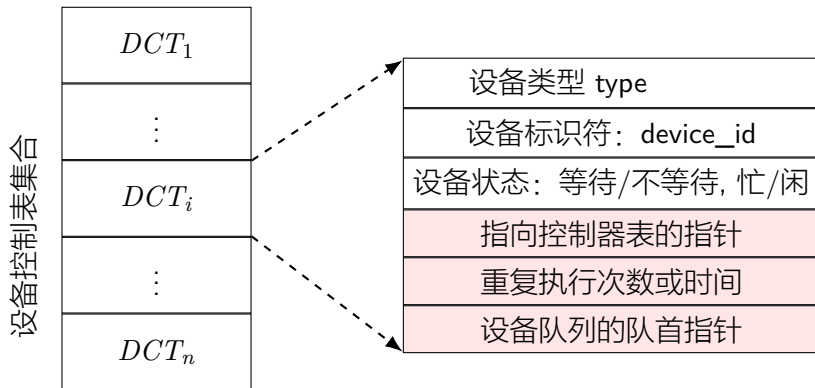 设备控制表集合
DCT₁
⋮
DCTᵢ
⋮
DCTₙ
设备类型 type
设备标识符：device_id
设备状态：等待/不等待, 忙/闲
指向控制器表的指针
重复执行次数或时间
设备队列的队首指针